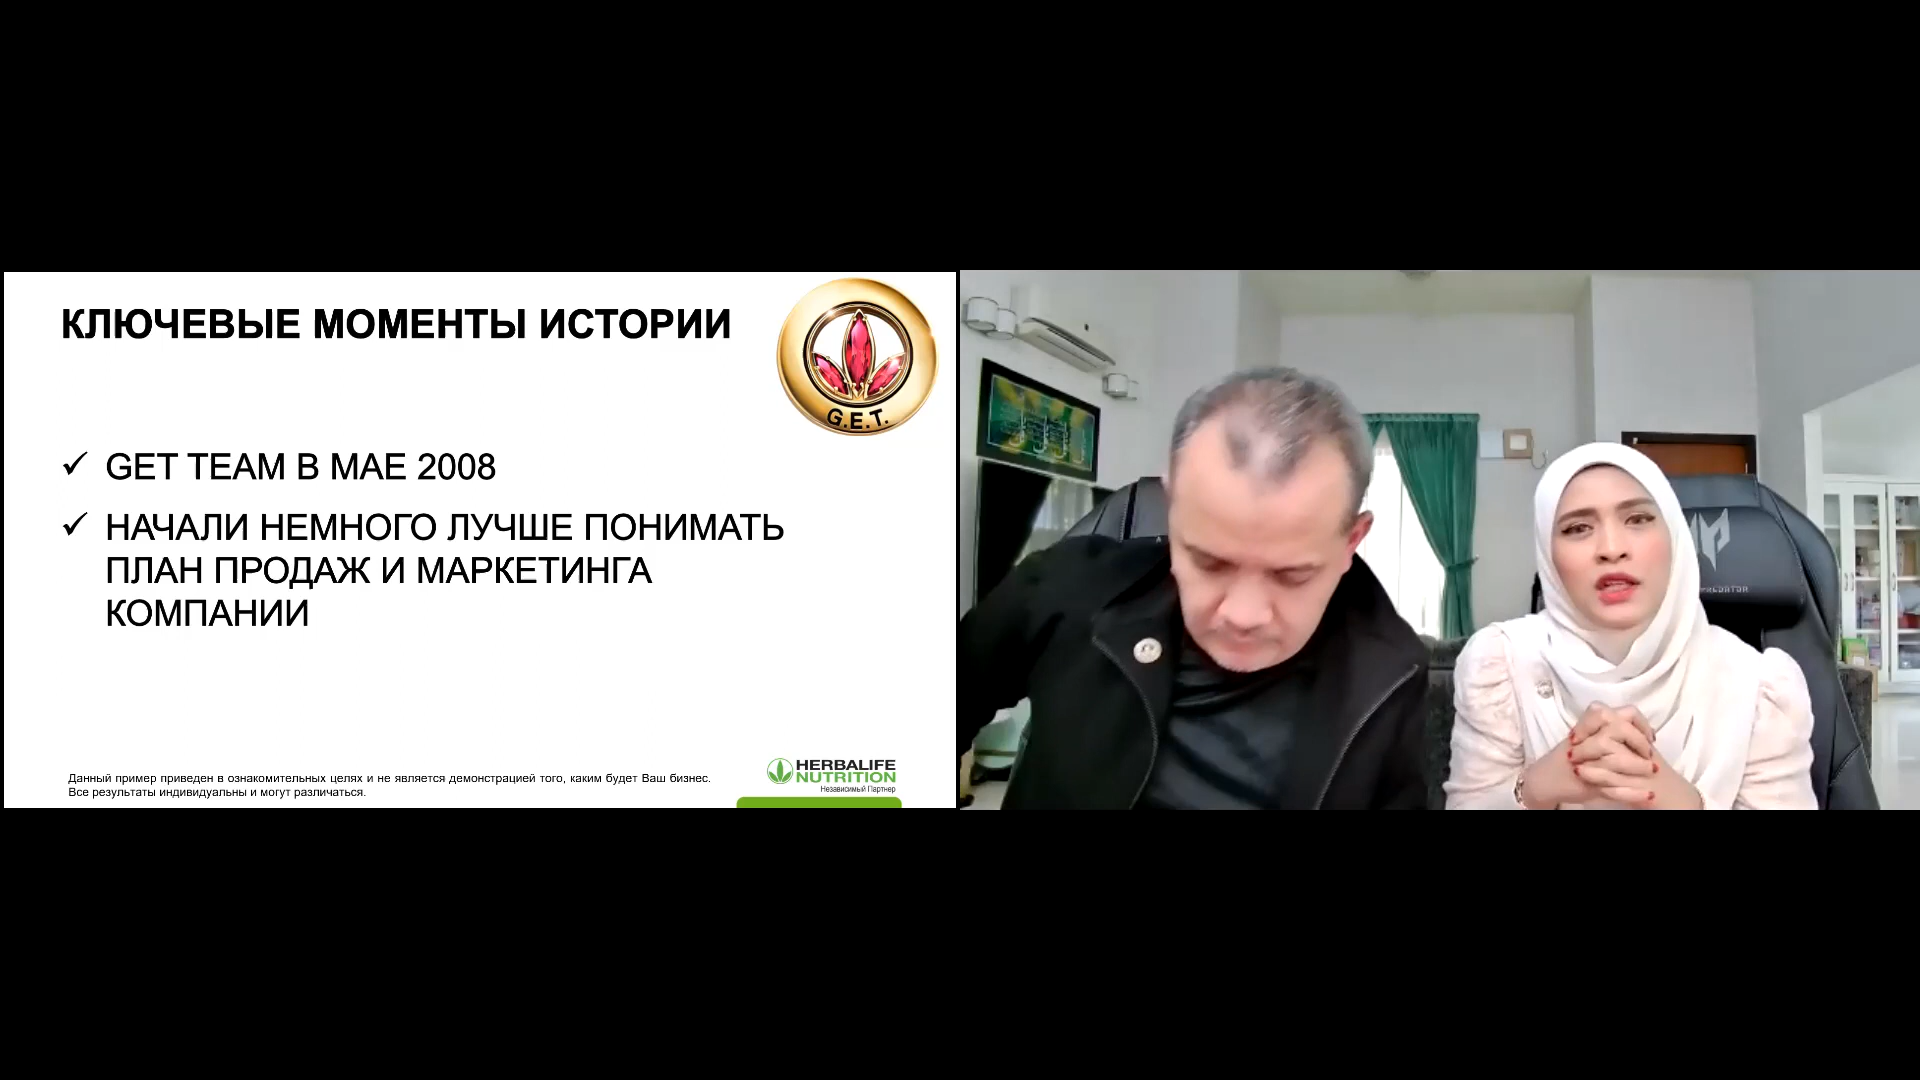 КЛЮЧЕВЫЕ МОМЕНТЫ ИСТОРИИ
G.E.T.
GET TEAM В МАЕ 2008
НАЧАЛИ НЕМНОГО ЛУЧШЕ ПОНИМАТЬ
ПЛАН ПРОДАЖ И МАРКЕТИНГА
КОМПАНИИ
Данный пример приведен в ознакомительных целях и не является демонстрацией того, каким будет Ваш бизнес.
Все результаты индивидуальны и могут различаться.
HERBALIFE
NUTRITION
Независимый Партнер